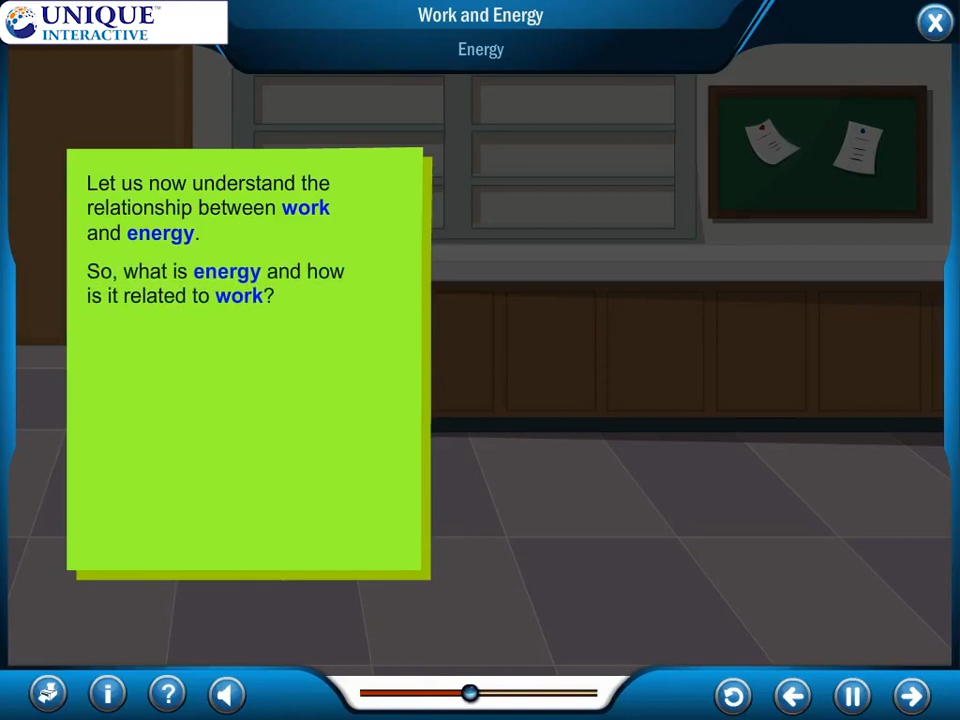 UNIQUE™
INTERACTIVE
Work and Energy
Energy
Let us now understand the
relationship between work
and energy.
So, what is energy and how
is it related to work?